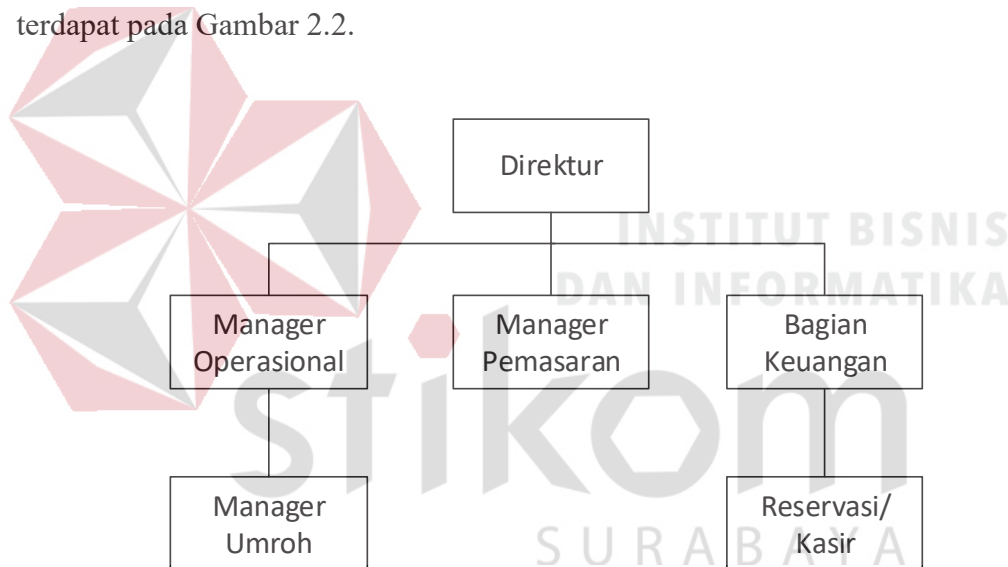 terdapat pada Gambar 2.2.
Direktur
INSTITUT BISNIS
DAN INFORMATIKA
Manager
Operasional
Manager
Pemasaran
Bagian
Keuangan
stikom
Manager
Umroh
Reservasi/
Kasir
SURABAYA